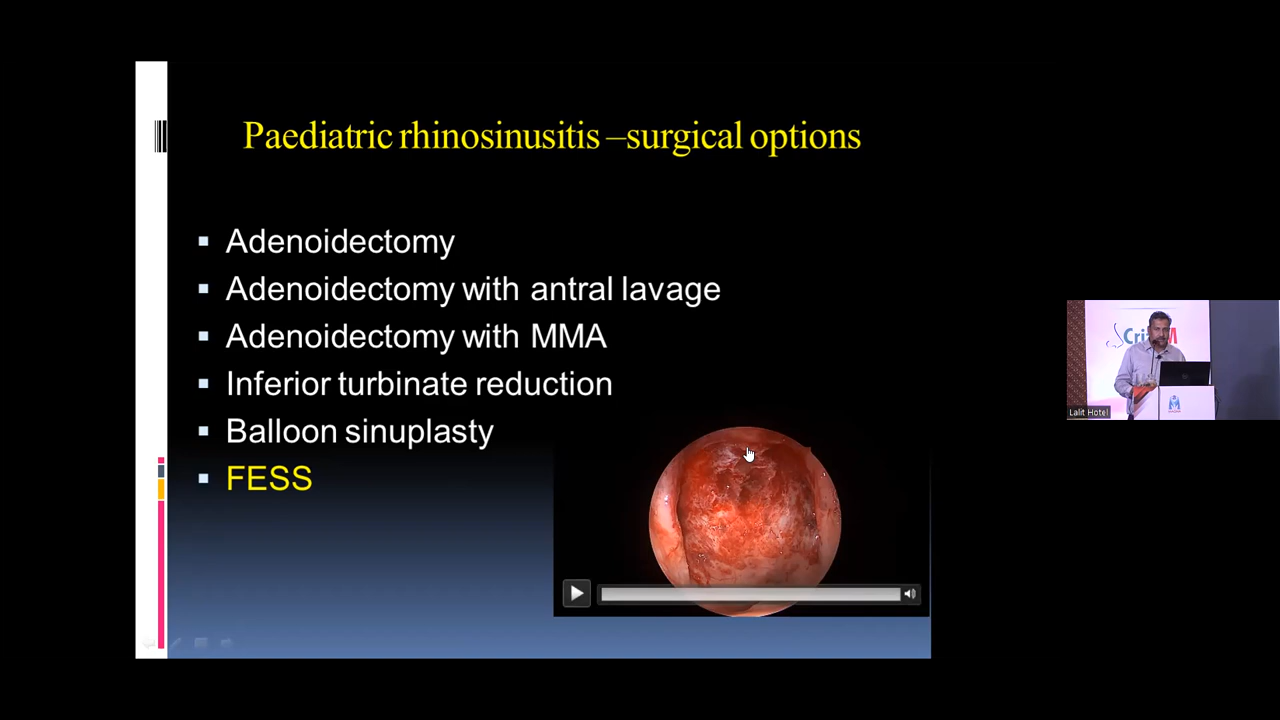 Paediatric rhinosinusitis –surgical options
Adenoidectomy
Adenoidectomy with antral lavage
Adenoidectomy with MMA
Inferior turbinate reduction
Balloon sinuplasty
FESS
Lalit Hotel